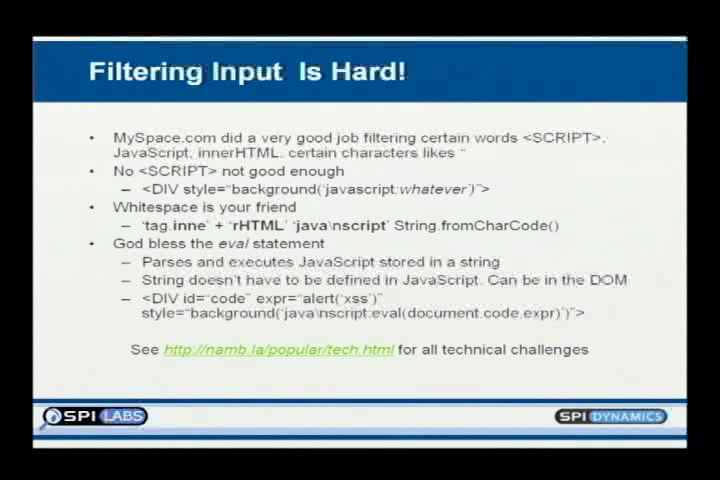 Filtering Input Is Hard!
• MySpace.com did a very good job filtering certain words <SCRIPT>,
JavaScript, innerHTML, certain characters likes “
• No <SCRIPT> not good enough
– <DIV style=“background(‘javascript:whatever’)”>
• Whitespace is your friend
– ‘tag.inne’ + ‘rHTML’ ‘java\nscript’ String.fromCharCode()
• God bless the eval statement
– Parses and executes JavaScript stored in a string
– String doesn’t have to be defined in JavaScript. Can be in the DOM
– <DIV id=“code” expr=“alert(‘xss’)”
style=“background(‘java\nscript:eval(document.code.expr)’)”>
See http://namb.la/popular/tech.html for all technical challenges
SPI LABS
SPI DYNAMICS